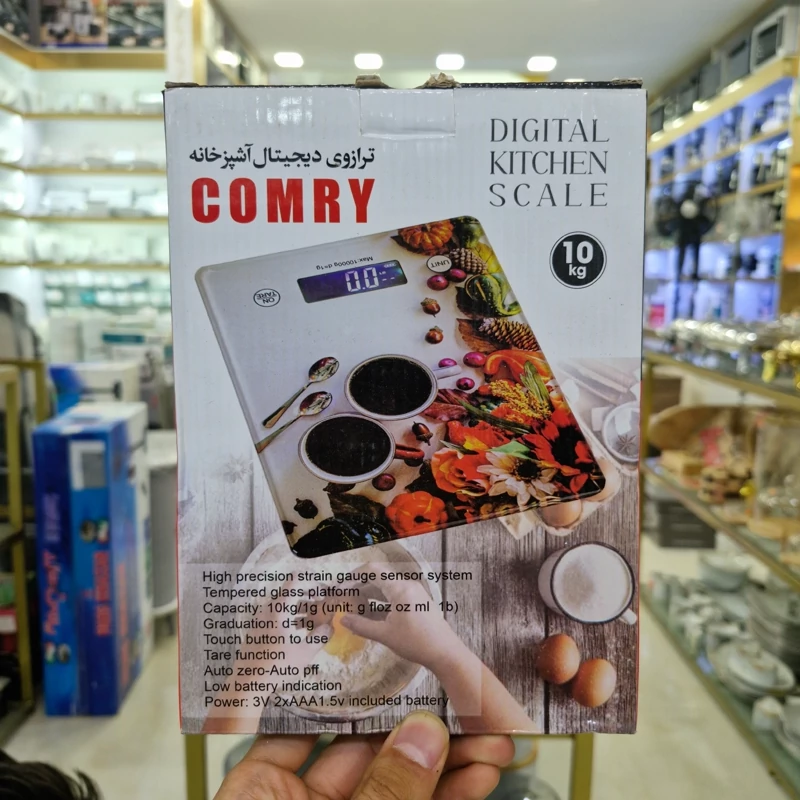 ترازوی دیجیتال آشپزخانه
COMRY
DIGITAL
KITCHEN
SCALE
10
kg
Max:10000g d=1g
UNIT
0.0
ON
TARE
High precision strain gauge sensor system
Tempered glass platform
Capacity: 10kg/1g (unit: g floz oz ml 1b)
Graduation: d=1g
Touch button to use
Tare function
Auto zero-Auto pff
Low battery indication
Power: 3V 2xAAA1.5v included battery